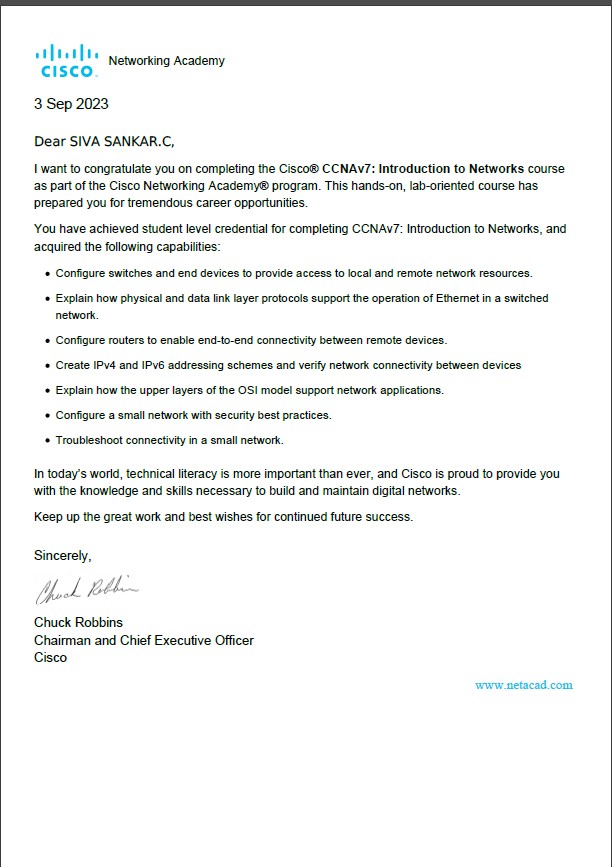 CISCO
Networking Academy
3 Sep 2023
Dear SIVA SANKAR.C,
I want to congratulate you on completing the Cisco® CCNAv7: Introduction to Networks course
as part of the Cisco Networking Academy® program. This hands-on, lab-oriented course has
prepared you for tremendous career opportunities.
You have achieved student level credential for completing CCNAv7: Introduction to Networks, and
acquired the following capabilities:
• Configure switches and end devices to provide access to local and remote network resources.
• Explain how physical and data link layer protocols support the operation of Ethernet in a switched
network.
• Configure routers to enable end-to-end connectivity between remote devices.
• Create IPv4 and IPv6 addressing schemes and verify network connectivity between devices
• Explain how the upper layers of the OSI model support network applications.
• Configure a small network with security best practices.
• Troubleshoot connectivity in a small network.
In today's world, technical literacy is more important than ever, and Cisco is proud to provide you
with the knowledge and skills necessary to build and maintain digital networks.
Keep up the great work and best wishes for continued future success.
Sincerely,
Chuck Robbins
Chuck Robbins
Chairman and Chief Executive Officer
Cisco
www.netacad.com